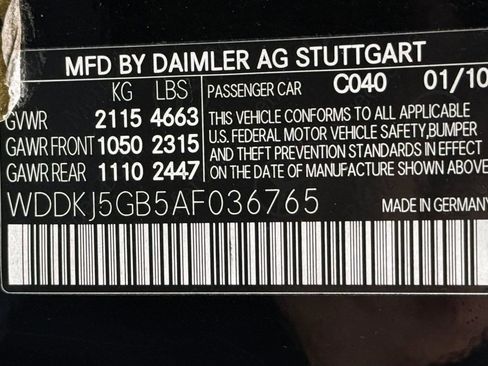 MFD BY DAIMLER AG STUTTGART
KG LBS PASSENGER CAR C040 01/10
GVWR 2115 4663
GAWR FRONT 1050 2315
GAWR REAR 1110 2447
THIS VEHICLE CONFORMS TO ALL APPLICABLE
U.S. FEDERAL MOTOR VEHICLE SAFETY, BUMPER
AND THEFT PREVENTION STANDARDS IN EFFECT
ON THE DATE OF MANUFACTURE SHOWN ABOVE.
WDDKJ5GB5AF036765
MADE IN GERMANY